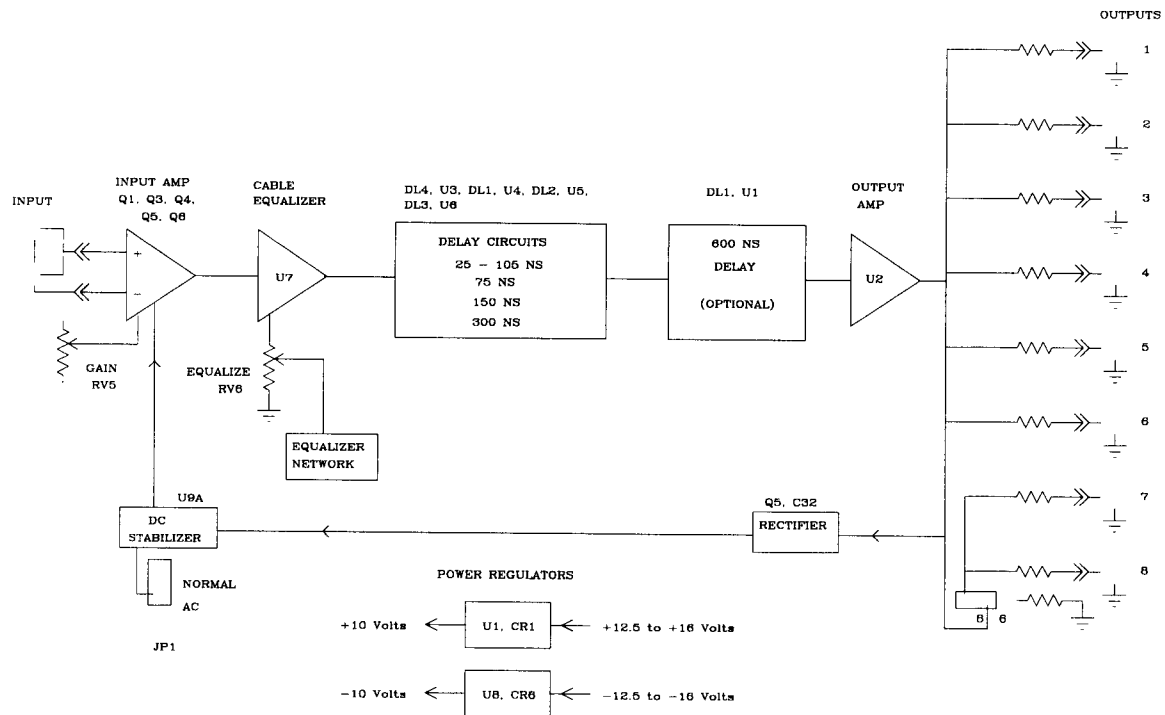 OUTPUTS
1
2
3
4
5
6
7
8
8 6
INPUT
INPUT AMP
Q1, Q3, Q4,
Q5, Q6
+
−
GAIN
RV5
CABLE
EQUALIZER
U7
EQUALIZE
RV6
EQUALIZER
NETWORK
DL4, U3, DL1, U4, DL2, U5,
DL3, U6
DELAY CIRCUITS
25 − 105 NS
75 NS
150 NS
300 NS
DL1, U1
600 NS
DELAY
(OPTIONAL)
OUTPUT
AMP
U2
Q5, C32
RECTIFIER
U9A
DC
STABILIZER
NORMAL
AC
JP1
POWER REGULATORS
+10 Volts
U1, CR1
+12.5 to +16 Volts
−10 Volts
U8, CR6
−12.5 to −16 Volts